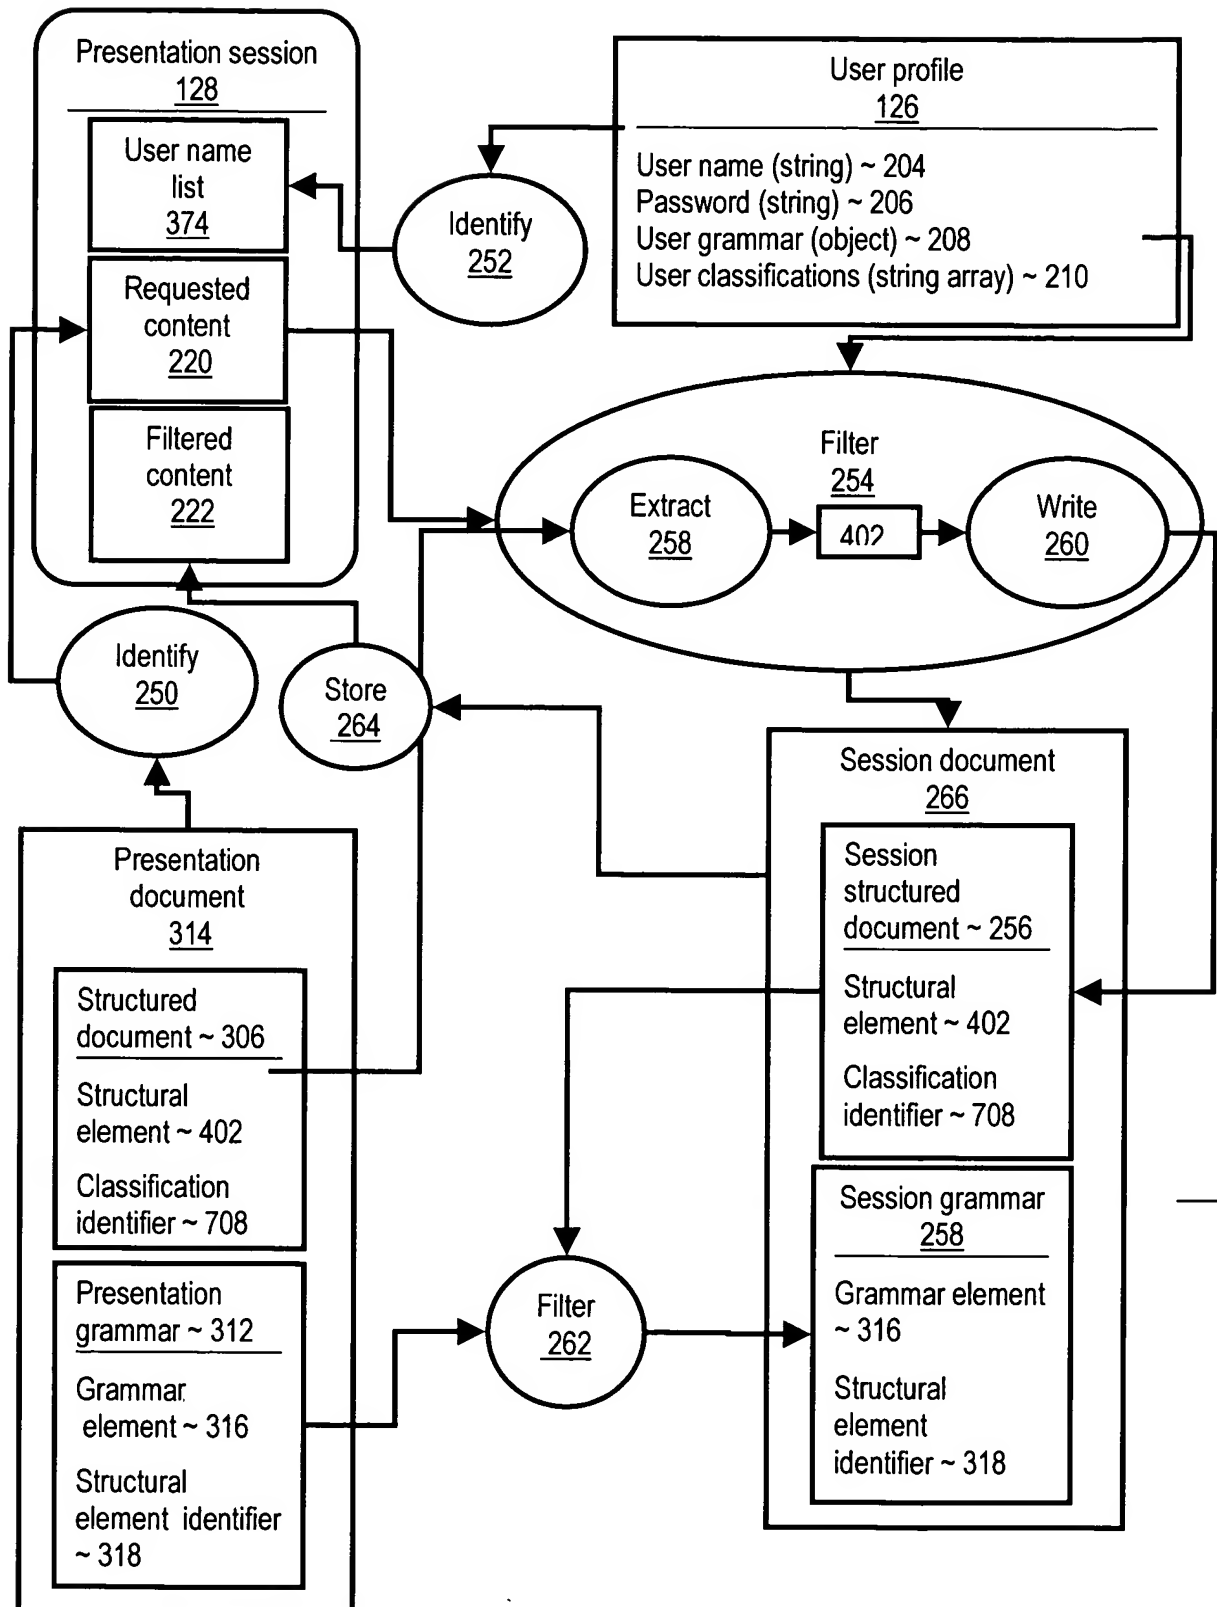 Presentation session
128
User name
list
374
Requested
content
220
Filtered
content
222
User profile
126
User name (string) ~ 204
Password (string) ~ 206
User grammar (object) ~ 208
User classifications (string array) ~ 210
Identify
252
Filter
254
Extract
258
402
Write
260
Identify
250
Store
264
Presentation
document
314
Structured
document ~ 306
Structural
element ~ 402
Classification
identifier ~ 708
Presentation
grammar ~ 312
Grammar
element ~ 316
Structural
element identifier
~ 318
Filter
262
Session document
266
Session
structured
document ~ 256
Structural
element ~ 402
Classification
identifier ~ 708
Session grammar
258
Grammar element
~ 316
Structural
element
identifier ~ 318